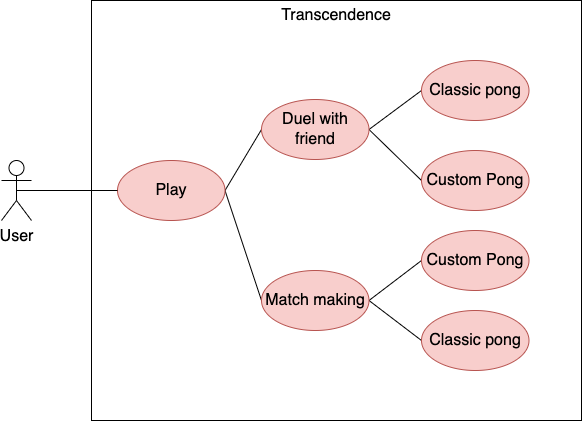 Transcendence
Classic pong
Duel with
friend
Custom Pong
Play
User
Custom Pong
Match making
Classic pong